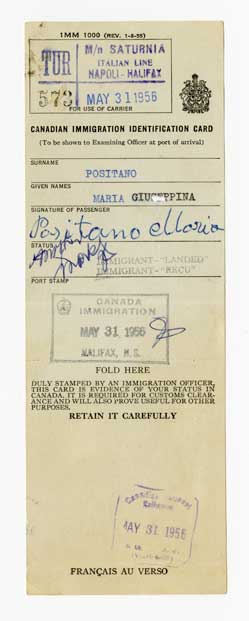 IMM 1000 (REV. 1-8-55)
TUR
M/n SATURNIA
ITALIAN LINE
NAPOLI-HALIFAX
573
MAY 31 1956
FOR USE OF CARRIER
CANADIAN IMMIGRATION IDENTIFICATION CARD
(To be shown to Examining Officer at port of arrival)
SURNAME
POSITANO
GIVEN NAMES
MARIA GIUSEPPINA
SIGNATURE OF PASSENGER
Positano Maria
STATUS
IMMIGRANT-"LANDED"
IMMIGRANT-"RECU"
PORT STAMP
CANADA
IMMIGRATION
MAY 31 1956
HALIFAX, N.S.
FOLD HERE
DULY STAMPED BY AN IMMIGRATION OFFICER,
THIS CARD IS EVIDENCE OF YOUR STATUS IN
CANADA. IT IS REQUIRED FOR CUSTOMS CLEAR-
ANCE AND WILL ALSO PROVE USEFUL FOR OTHER
PURPOSES.
RETAIN IT CAREFULLY
MAY 31 1956
FRANÇAIS AU VERSO